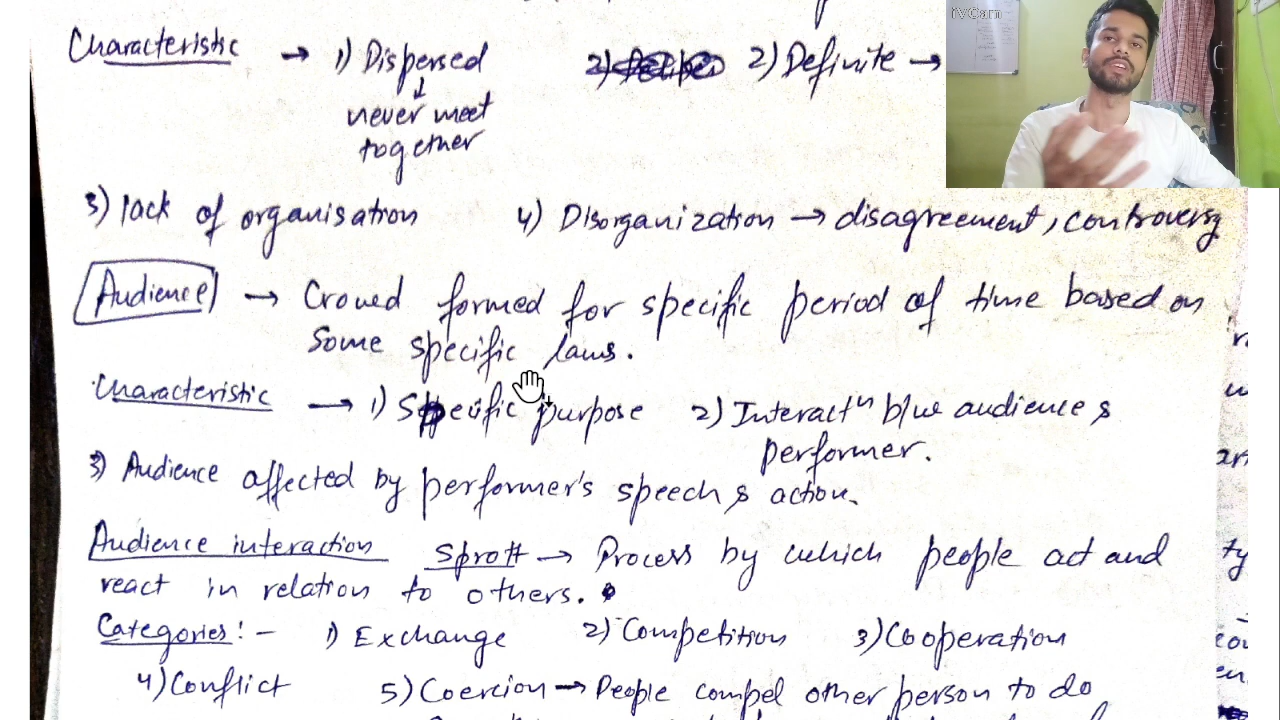 iVCam
Characteristic → 1) Dispersed 2) 2) Definite →
↓
never meet
together
3) lack of organisation 4) Disorganization → disagreement, controversy
Audience → Crowd formed for specific period of time based on
Some specific laws.
Characteristic → 1) Specific purpose 2) Interactn b/w audience &
performer.
3) Audience affected by performer's speech & action.
Audience interaction Sprott → Process by which people act and
react in relation to others.
Categories:- 1) Exchange 2) Competition 3) Cooperation
4) Conflict 5) Coercion → People compel other person to do